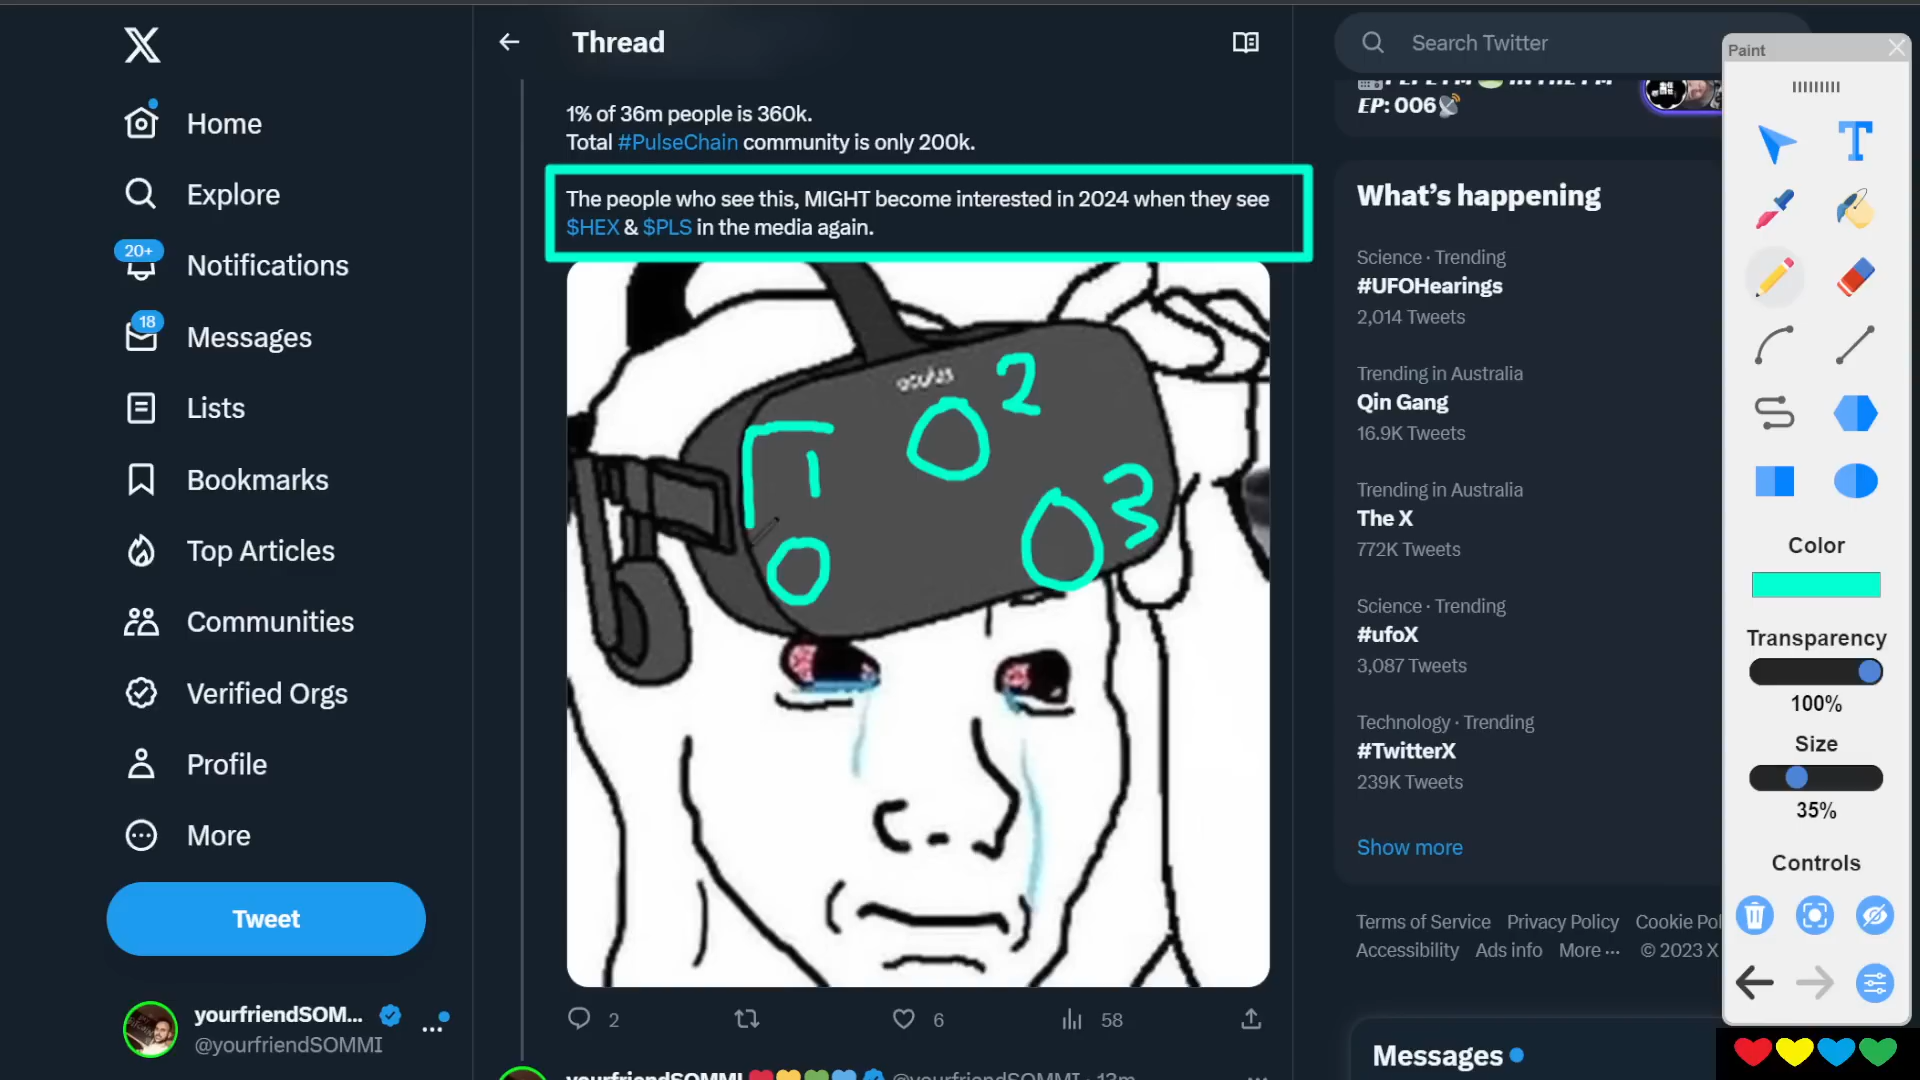 Thread
Search Twitter
Paint
EP: 006
Home
Explore
20+
Notifications
18
Messages
Lists
Bookmarks
Top Articles
Communities
Verified Orgs
Profile
More
Tweet
yourfriendSOM...
@yourfriendSOMMI
1% of 36m people is 360k.
Total #PulseChain community is only 200k.
The people who see this, MIGHT become interested in 2024 when they see
$HEX & $PLS in the media again.
oculus
2
1
3
2
6
58
yourfriendSOMMI @yourfriendSOMMI · 13m
What's happening
Science · Trending
#UFOHearings
2,014 Tweets
Trending in Australia
Qin Gang
16.9K Tweets
Trending in Australia
The X
772K Tweets
Science · Trending
#ufoX
3,087 Tweets
Technology · Trending
#TwitterX
239K Tweets
Show more
Terms of Service Privacy Policy Cookie Pol
Accessibility Ads info More ··· © 2023 X
Messages
T
Color
Transparency
100%
Size
35%
Controls